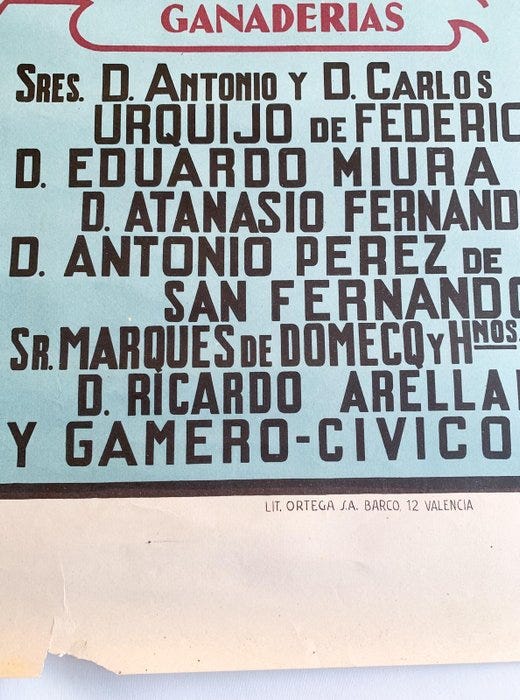 GANADERIAS
SRES. D. ANTONIO Y D. CARLOS
URQUIJO DE FEDERIC
D. EDUARDO MIURA
D. ATANASIO FERNAND
D. ANTONIO PEREZ DE
SAN FERNANDO
SR. MARQUES DE DOMECQ Y HNOS.
D. RICARDO ARELLA
Y GAMERO-CIVICO
LIT. ORTEGA S.A. BARCO, 12 VALENCIA